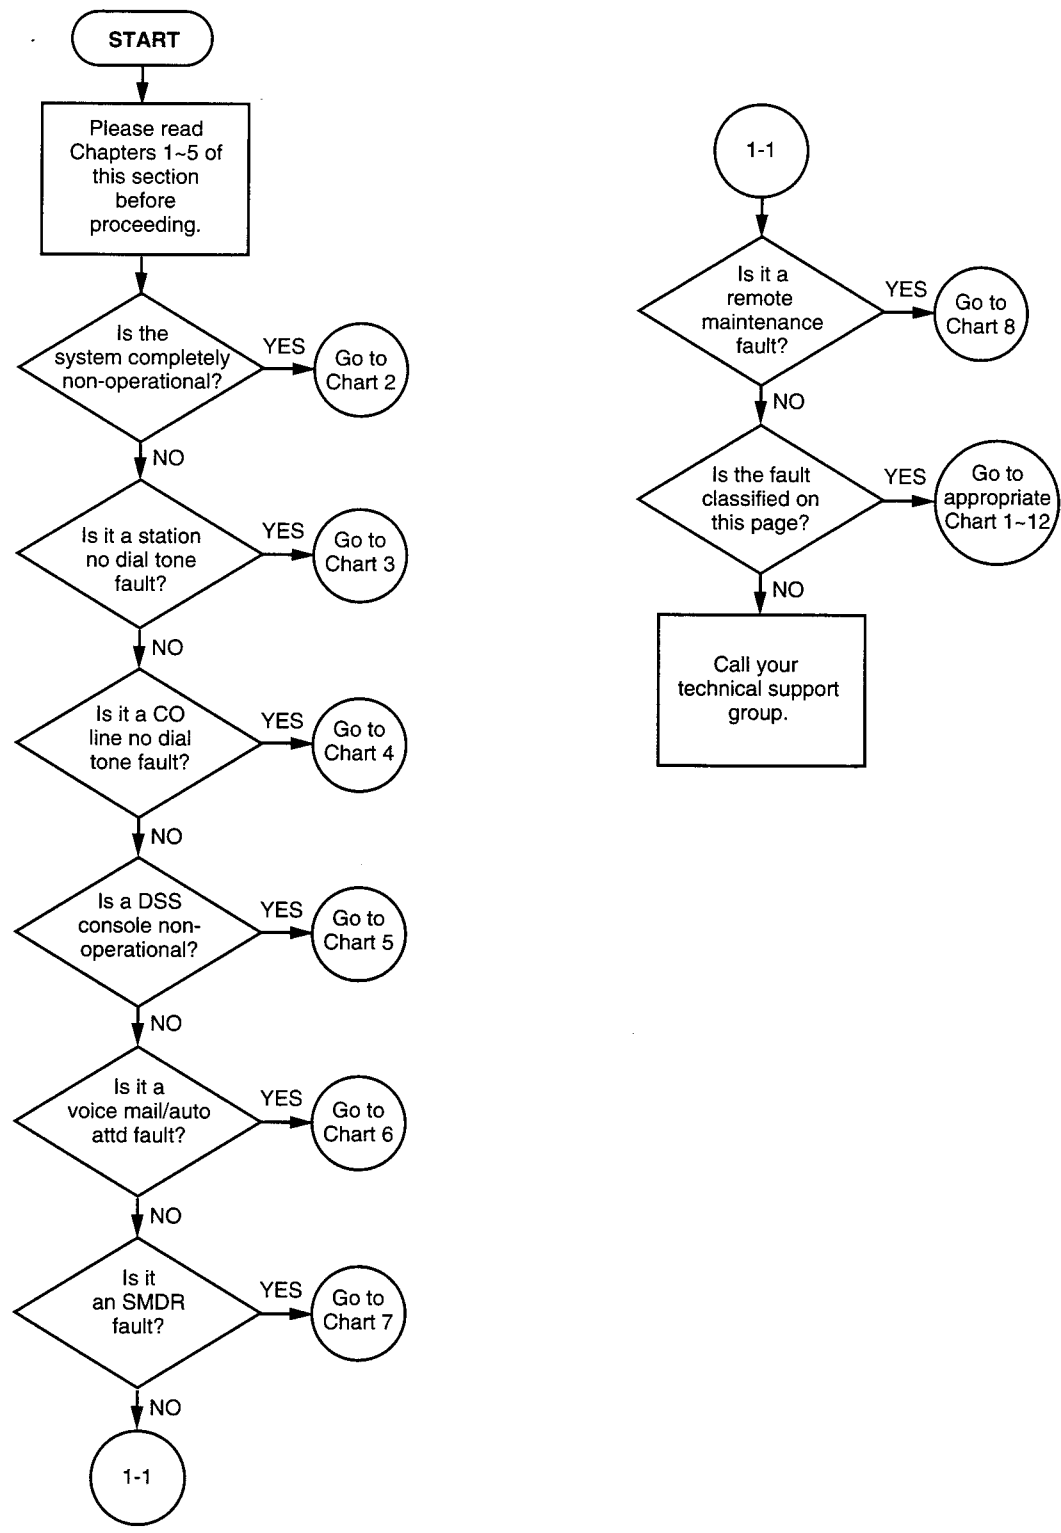 START
Please read
Chapters 1~5 of
this section
before
proceeding.
Is the
system completely
non-operational?
YES
Go to
Chart 2
NO
Is it a station
no dial tone
fault?
YES
Go to
Chart 3
NO
Is it a CO
line no dial
tone fault?
YES
Go to
Chart 4
NO
Is a DSS
console non-
operational?
YES
Go to
Chart 5
NO
Is it a
voice mail/auto
attd fault?
YES
Go to
Chart 6
NO
Is it
an SMDR
fault?
YES
Go to
Chart 7
NO
1-1
1-1
Is it a
remote
maintenance
fault?
YES
Go to
Chart 8
NO
Is the fault
classified on
this page?
YES
Go to
appropriate
Chart 1~12
NO
Call your
technical support
group.